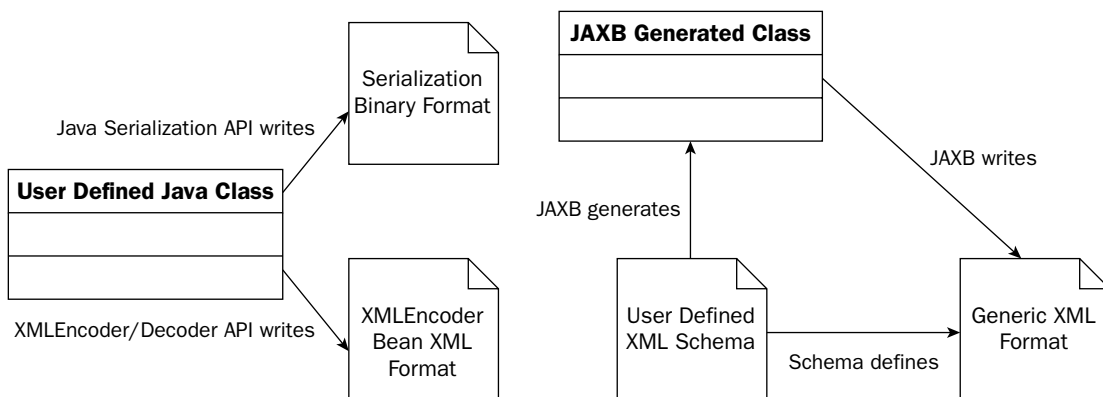 Serialization
Binary Format
Java Serialization API writes
User Defined Java Class
XMLEncoder/Decoder API writes
XMLEncoder
Bean XML
Format
JAXB Generated Class
JAXB writes
JAXB generates
User Defined
XML Schema
Schema defines
Generic XML
Format